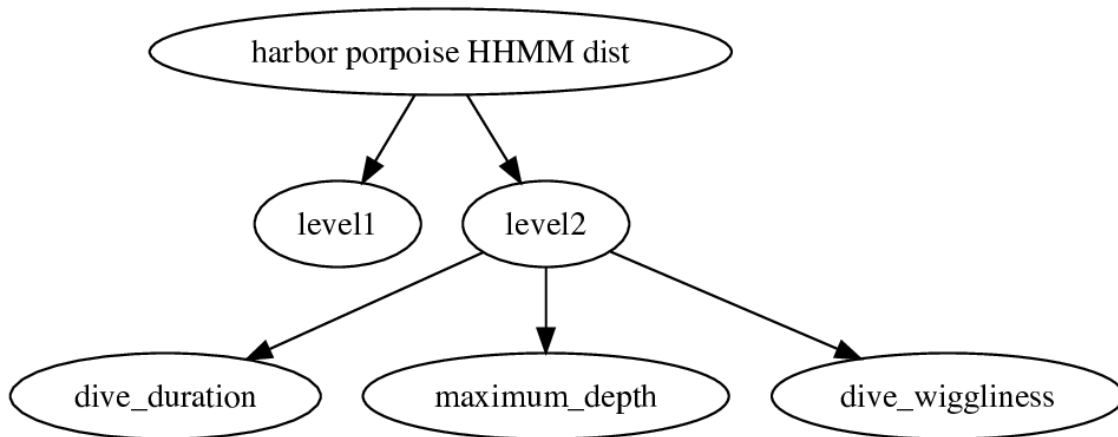 harbor porpoise HHMM dist
level1
level2
dive_duration
maximum_depth
dive_wiggliness